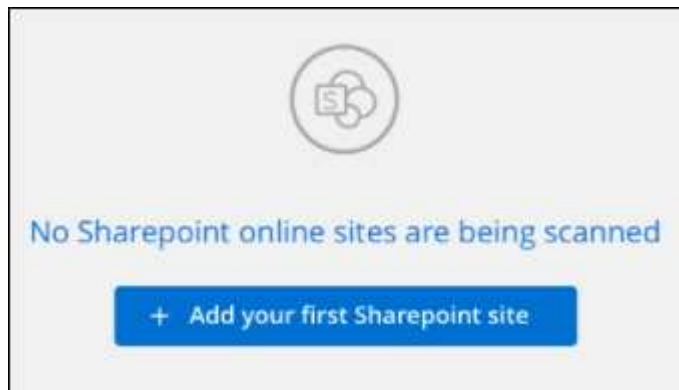 S
No Sharepoint online sites are being scanned
+ Add your first Sharepoint site